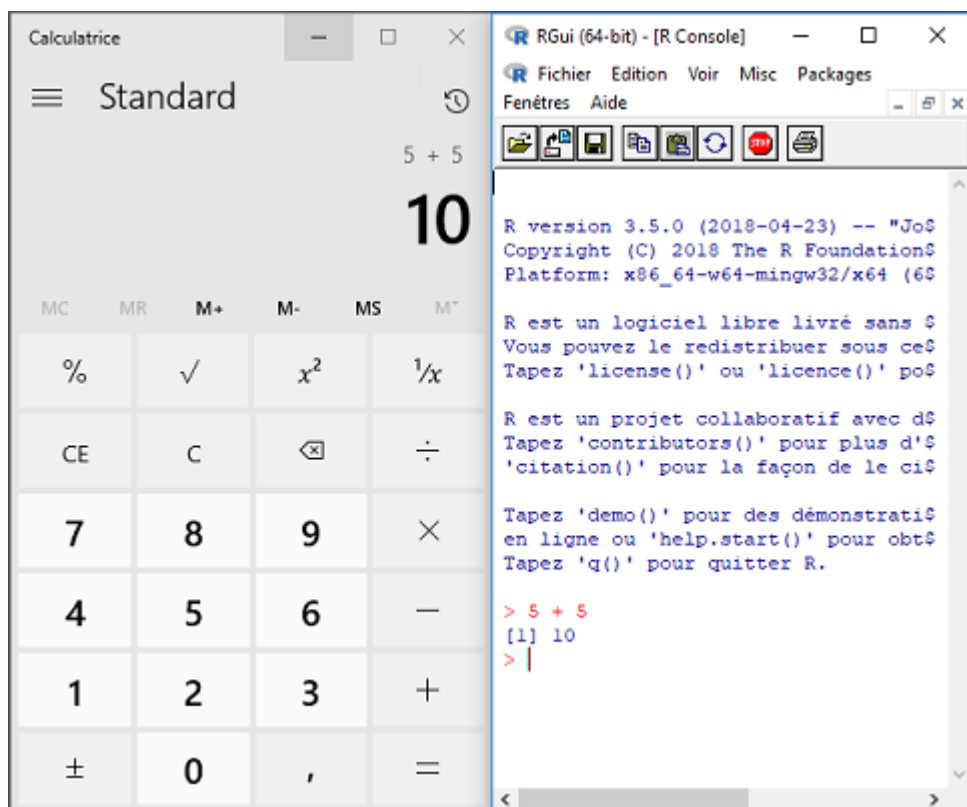 Calculatrice
Standard
5 + 5
10
MC MR M+ M- MS M˅
% √ x² ¹/x
CE C ÷
7 8 9 ×
4 5 6 −
1 2 3 +
± 0 , =
RGui (64-bit) - [R Console]
Fichier Edition Voir Misc Packages
Fenêtres Aide
STOP
R version 3.5.0 (2018-04-23) -- "Jo$
Copyright (C) 2018 The R Foundation$
Platform: x86_64-w64-mingw32/x64 (6$
R est un logiciel libre livré sans $
Vous pouvez le redistribuer sous ce$
Tapez 'license()' ou 'licence()' po$
R est un projet collaboratif avec d$
Tapez 'contributors()' pour plus d'$
'citation()' pour la façon de le ci$
Tapez 'demo()' pour des démonstrati$
en ligne ou 'help.start()' pour obt$
Tapez 'q()' pour quitter R.
> 5 + 5
[1] 10
>